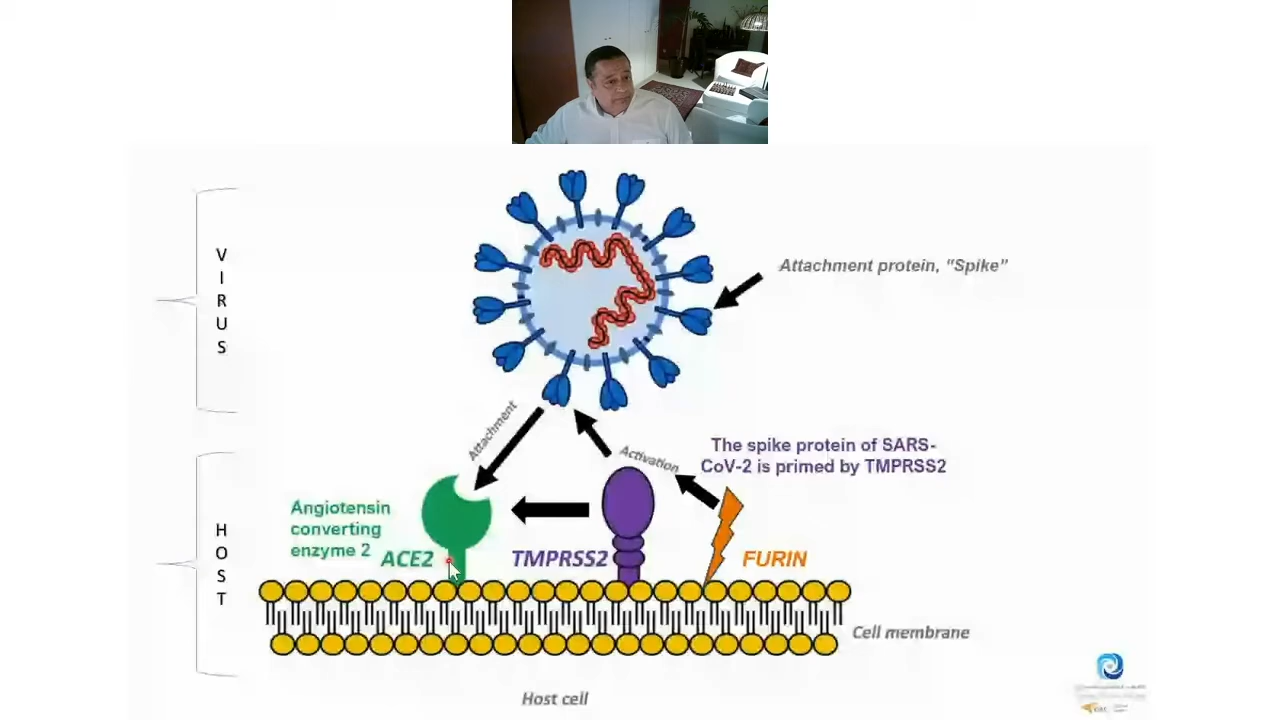 V
I
R
U
S
Attachment protein, "Spike"
Attachment
Activation
The spike protein of SARS-
CoV-2 is primed by TMPRSS2
H
O
S
T
Angiotensin
converting
enzyme 2
ACE2
TMPRSS2
FURIN
Cell membrane
Host cell